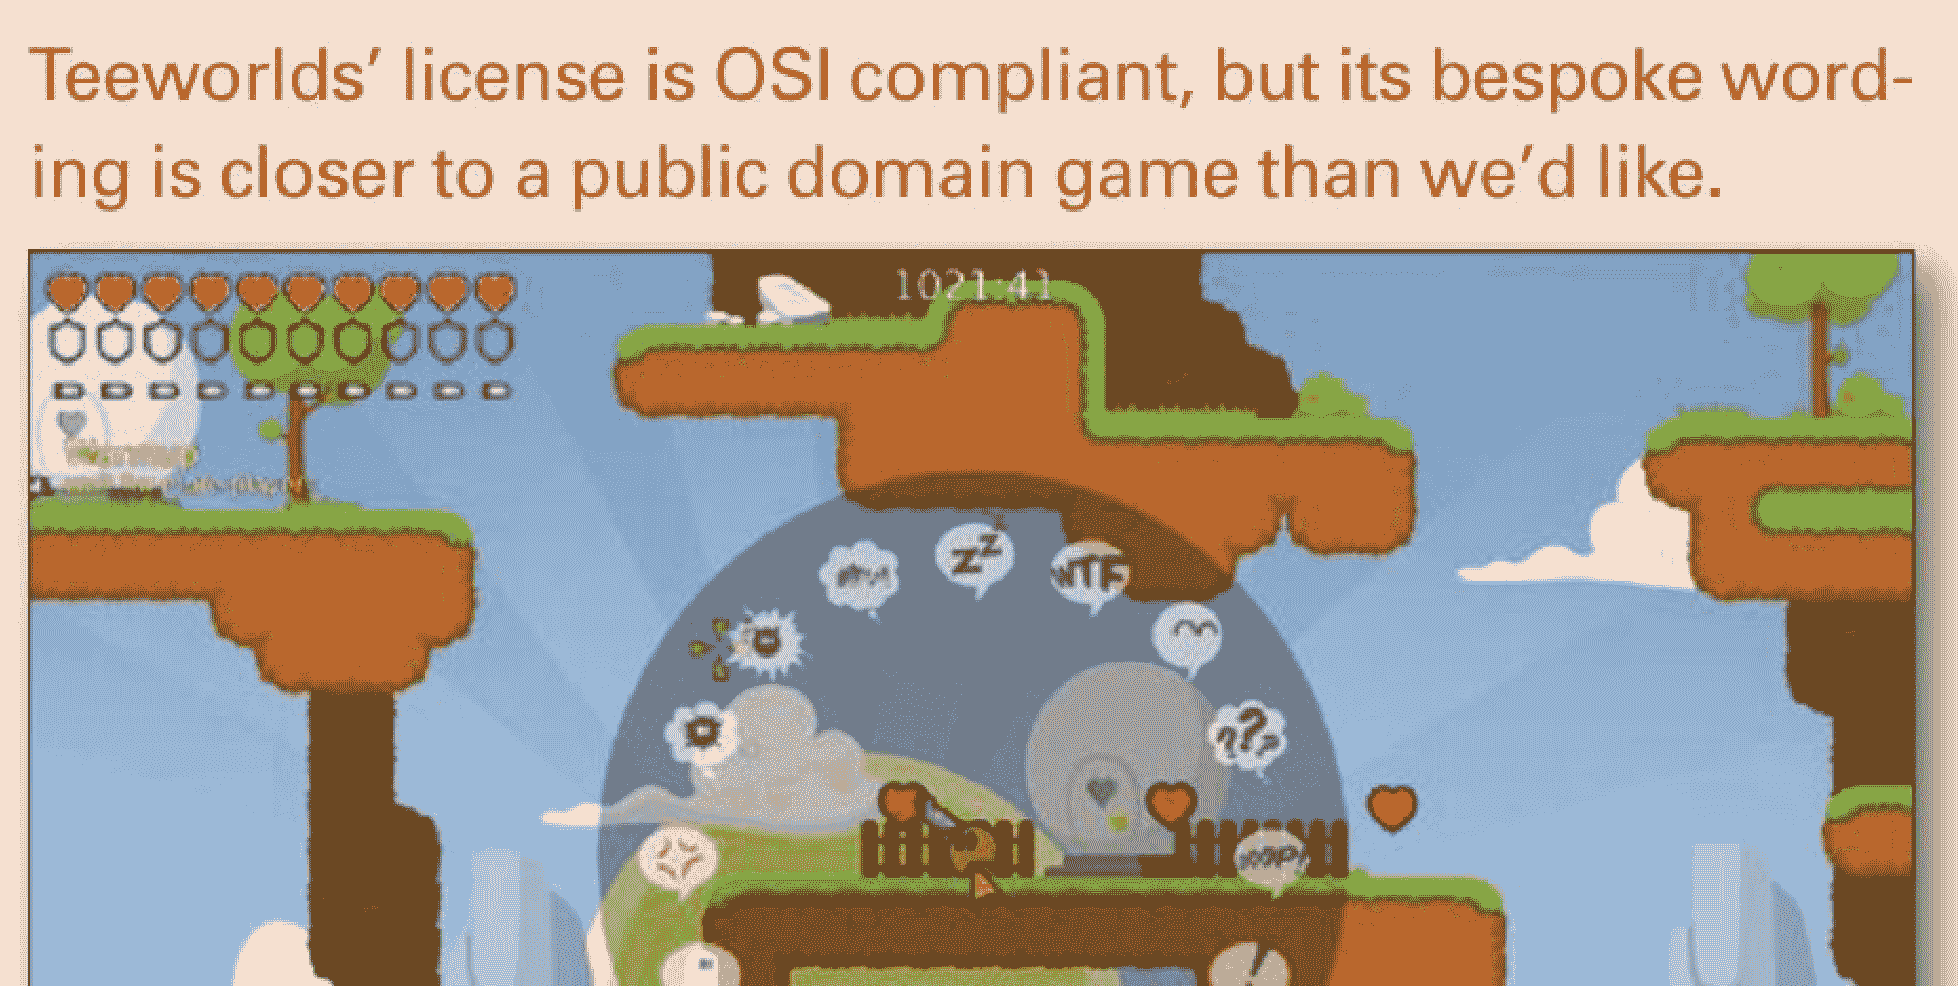 Teeworlds’ license is OSI compliant, but its bespoke word-
ing is closer to a public domain game than we’d like.
1021:41
zz
WTF
???